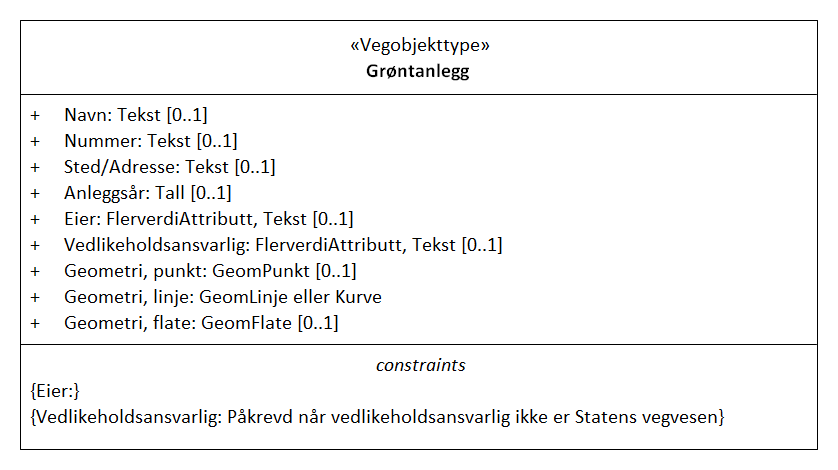 «Vegobjekttype»
Grøntanlegg
+ Navn: Tekst [0..1]
+ Nummer: Tekst [0..1]
+ Sted/Adresse: Tekst [0..1]
+ Anleggsår: Tall [0..1]
+ Eier: FlerverdiAttributt, Tekst [0..1]
+ Vedlikeholdsansvarlig: FlerverdiAttributt, Tekst [0..1]
+ Geometri, punkt: GeomPunkt [0..1]
+ Geometri, linje: GeomLinje eller Kurve
+ Geometri, flate: GeomFlate [0..1]
constraints
{Eier:}
{Vedlikeholdsansvarlig: Påkrevd når vedlikeholdsansvarlig ikke er Statens vegvesen}